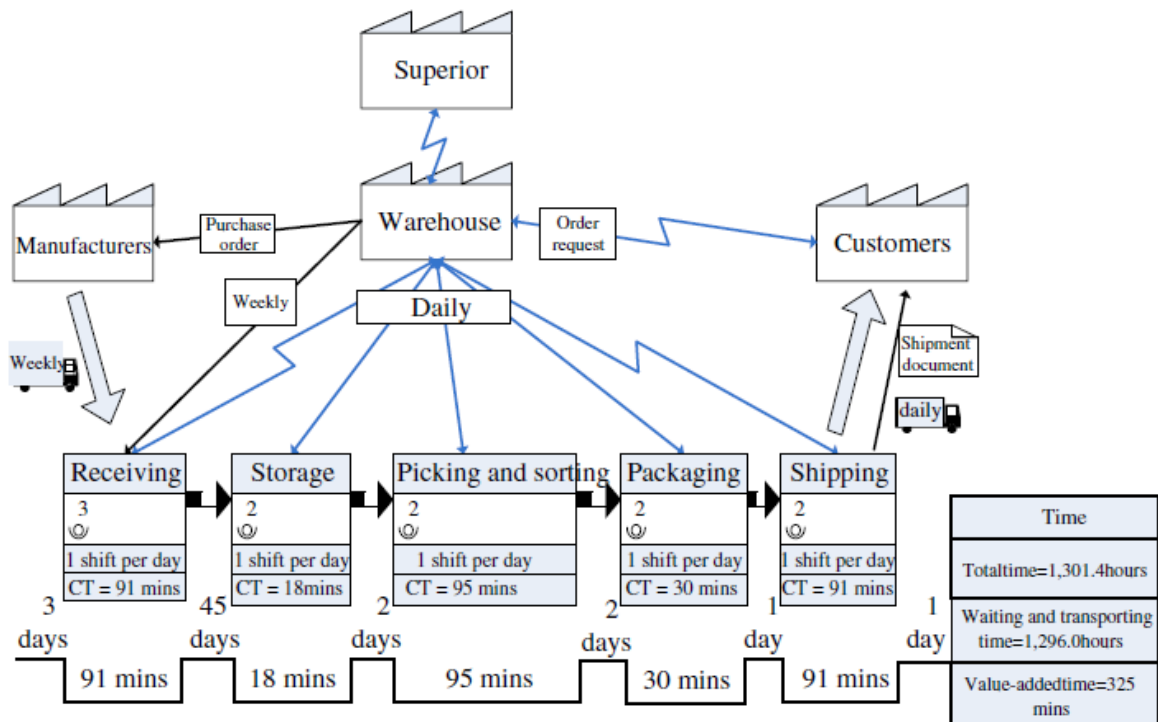 Superior
Warehouse
Manufacturers
Customers
Purchase
order
Order
request
Weekly
Daily
Weekly
Shipment
document
daily
Receiving
3
1 shift per day
CT = 91 mins
Storage
2
1 shift per day
CT = 18mins
Picking and sorting
2
1 shift per day
CT = 95 mins
Packaging
2
1 shift per day
CT = 30 mins
Shipping
2
1 shift per day
CT = 91 mins
3
days
45
days
2
days
2
days
1
day
1
day
91 mins
18 mins
95 mins
30 mins
91 mins
Time
Totaltime=1,301.4hours
Waiting and transporting
time=1,296.0hours
Value-addedtime=325
mins